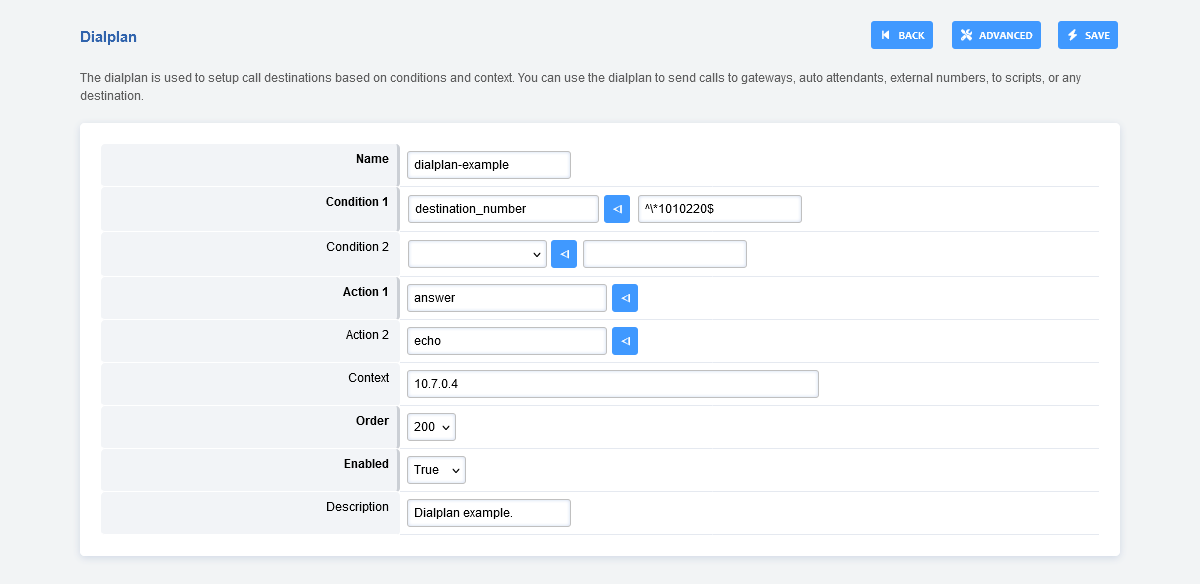 Dialplan
BACK
ADVANCED
SAVE
The dialplan is used to setup call destinations based on conditions and context. You can use the dialplan to send calls to gateways, auto attendants, external numbers, to scripts, or any
destination.
Name
dialplan-example
Condition 1
destination_number
^\*1010220$
Condition 2
Action 1
answer
Action 2
echo
Context
10.7.0.4
Order
200
Enabled
True
Description
Dialplan example.